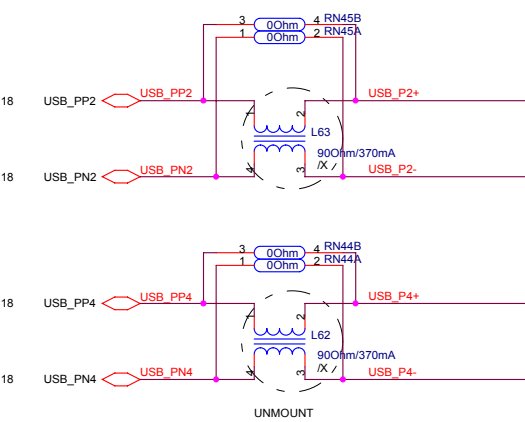 3 0Ohm 4 RN45B
1 0Ohm 2 RN45A
18 USB_PP2 USB_PP2 USB_P2+
1 2
L63
90Ohm/370mA
/X
4 3
18 USB_PN2 USB_PN2 USB_P2-
3 0Ohm 4 RN44B
1 0Ohm 2 RN44A
18 USB_PP4 USB_PP4 USB_P4+
1 2
L62
90Ohm/370mA
/X
4 3
18 USB_PN4 USB_PN4 USB_P4-
UNMOUNT